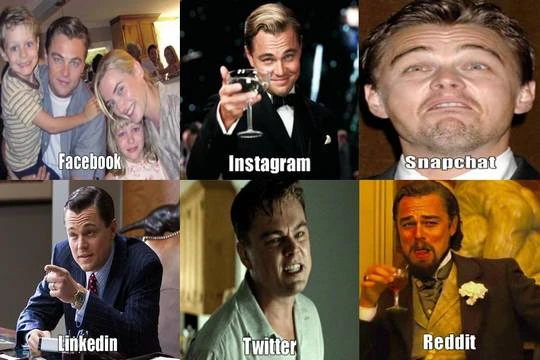 Facebook
Instagram
Snapchat
Linkedin
Twitter
Reddit